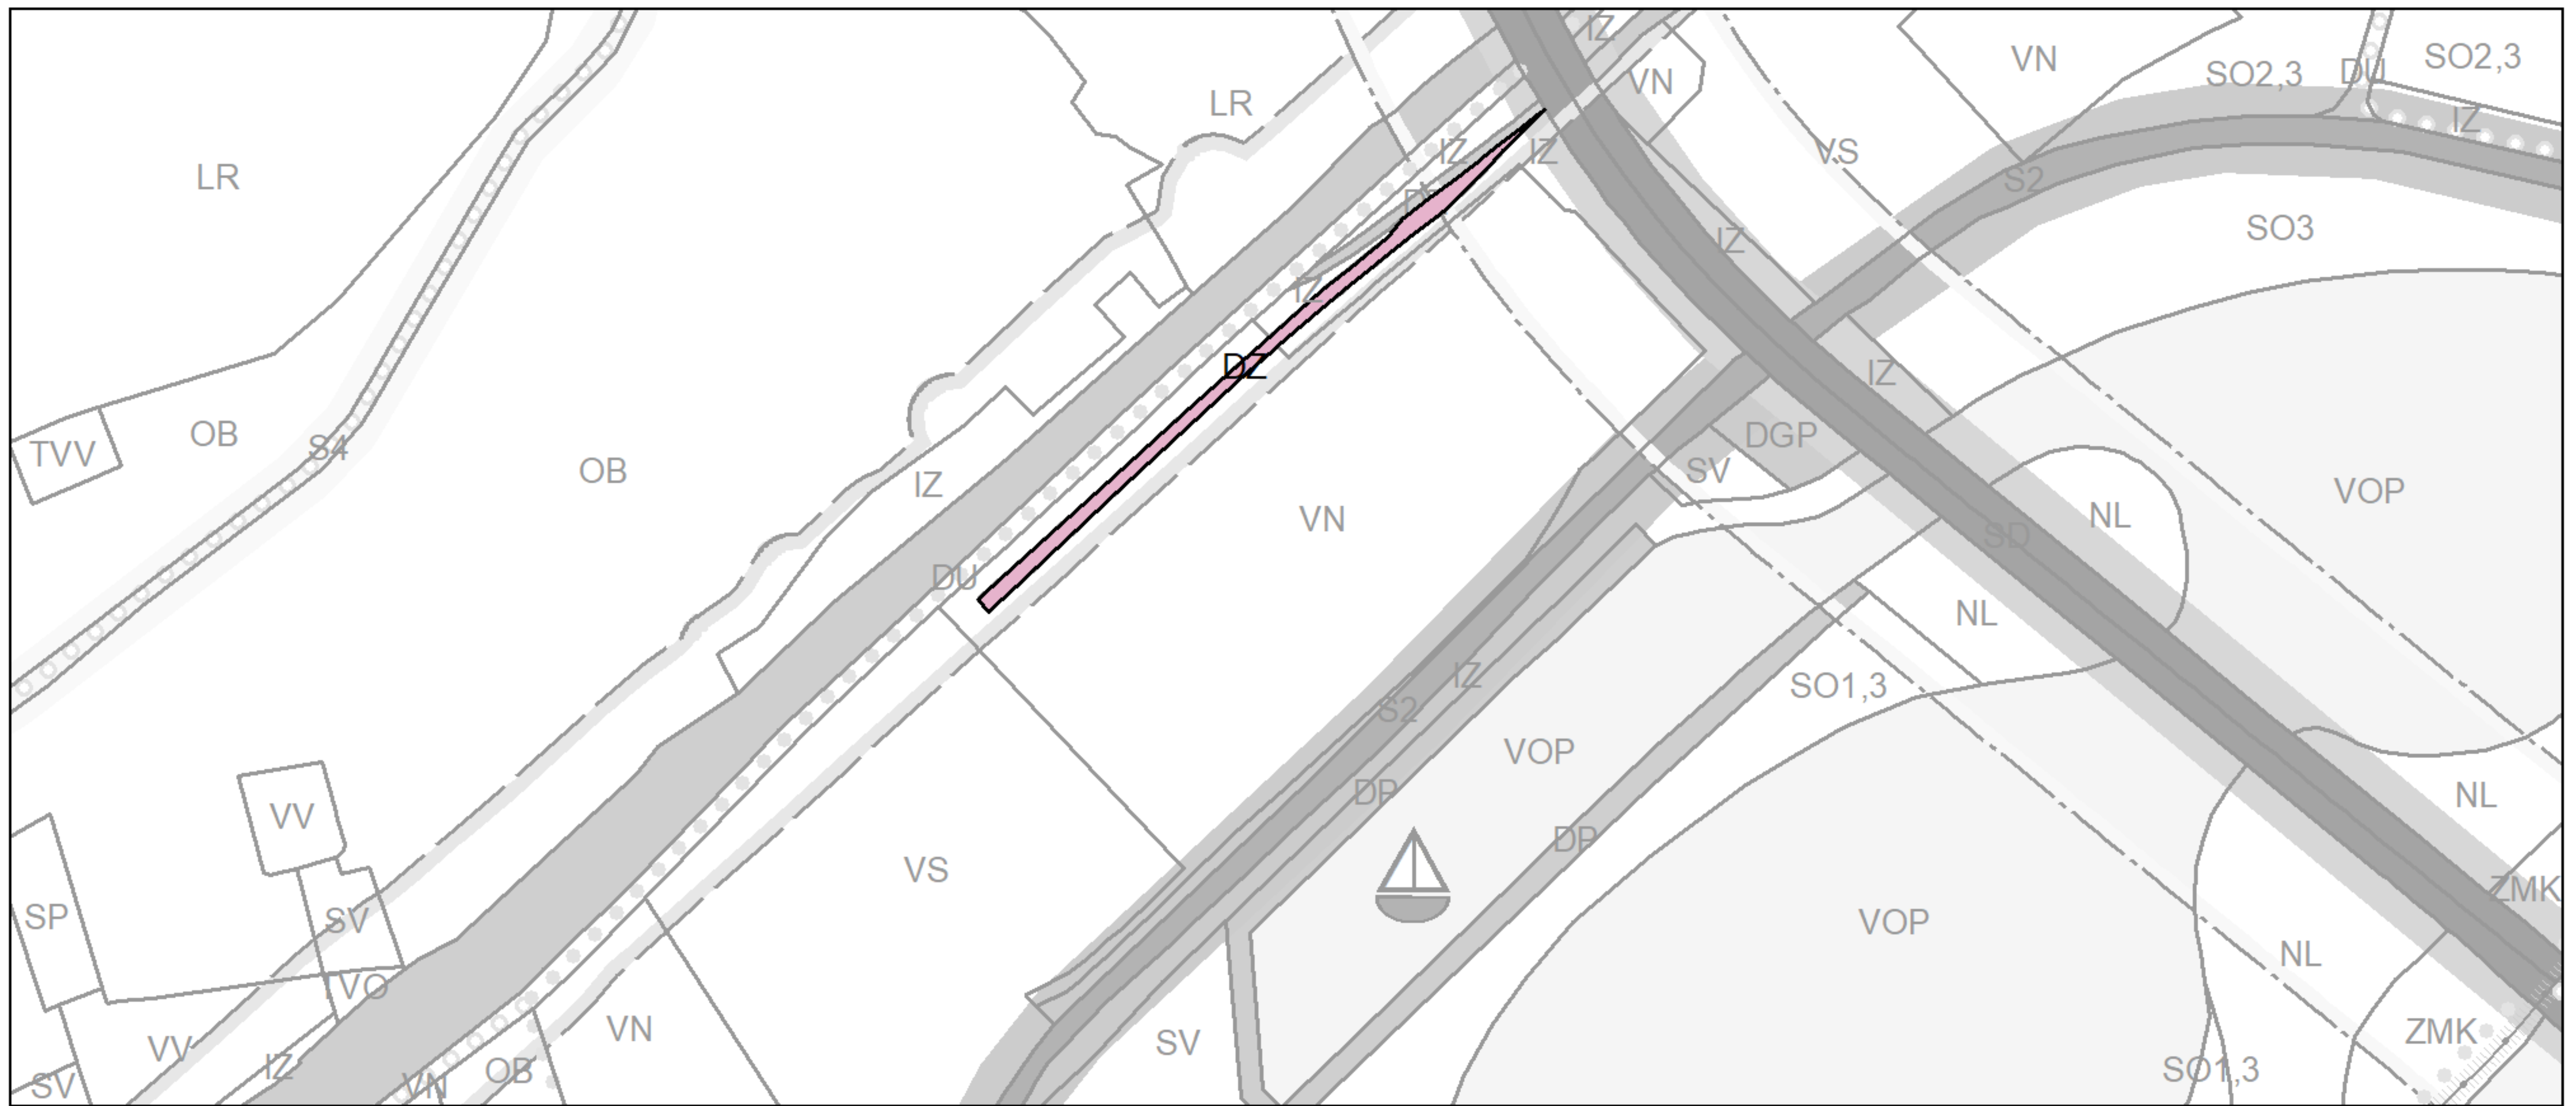 IZ
VN
SO2,3
DU
SO2,3
VN
LR
IZ
IZ
IZ
VS
LR
S2
SO3
IZ
IZ
DZ
IZ
TVV
OB
S4
OB
IZ
DGP
SV
VOP
VN
NL
SD
DU
NL
IZ
S2
SO1,3
VOP
DP
DP
NL
VV
VS
SP
SV
VOP
ZMK
NL
TVO
VV
IZ
SV
VN
OB
VN
SV
ZMK
SO1,3